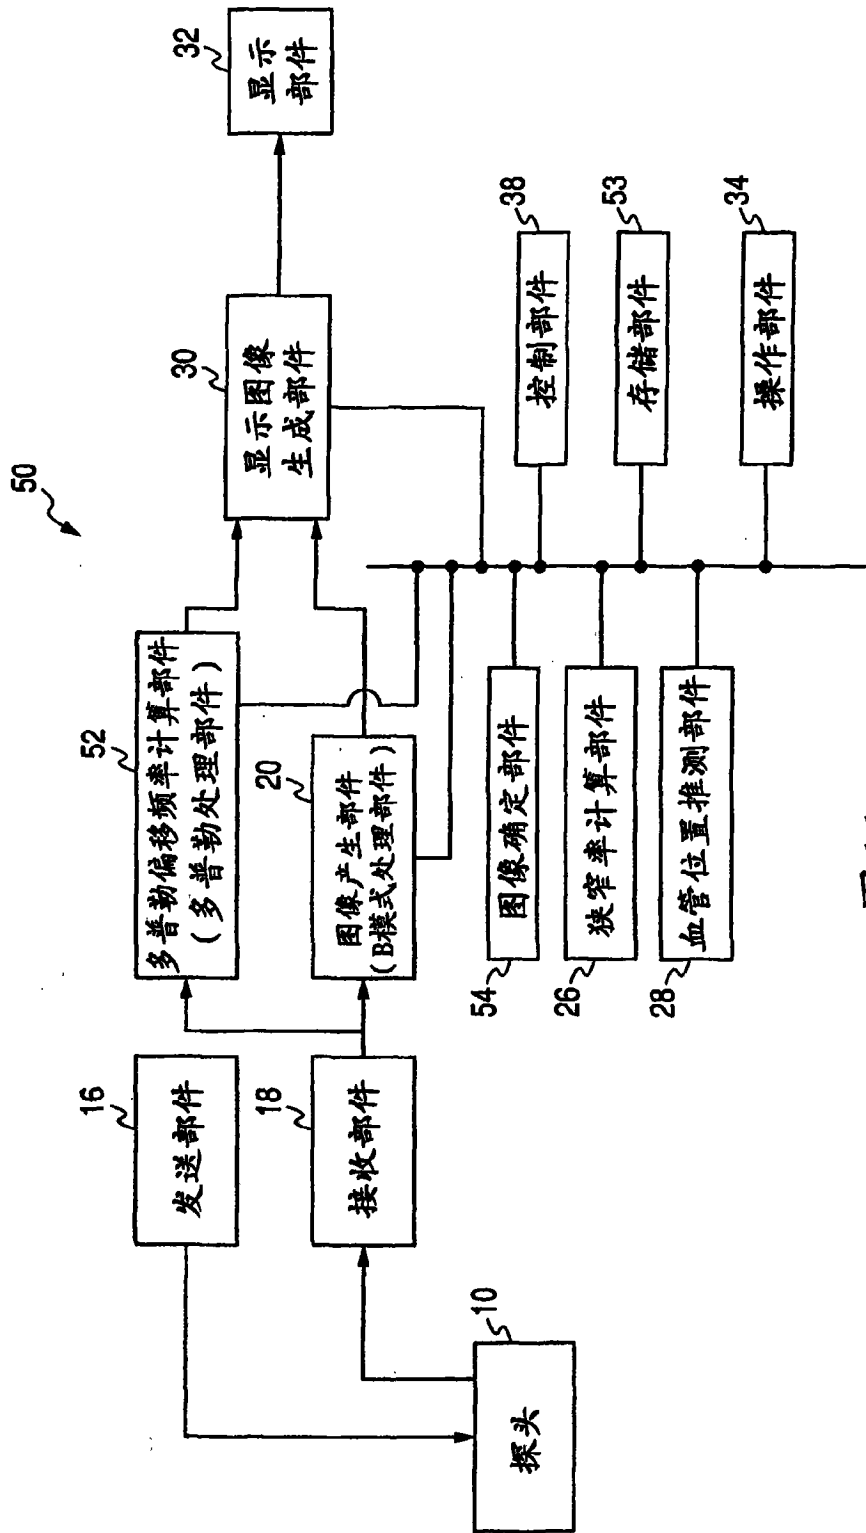 50
16
发送部件
52
多普勒偏移频率计算部件
(多普勒处理部件)
30
显示图像
生成部件
32
显示
部件
10
探头
18
接收部件
20
图像产生部件
(B模式处理部件)
54
图像确定部件
26
狭窄率计算部件
28
血管位置推测部件
38
控制部件
53
存储部件
34
操作部件